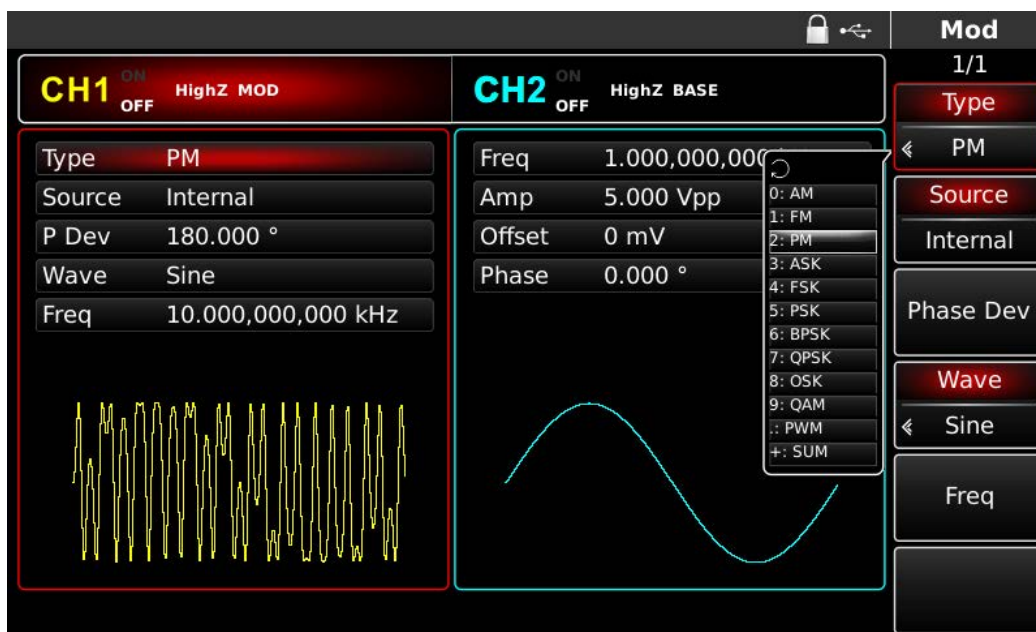 Mod
1/1
CH1 ON OFF HighZ MOD
CH2 ON OFF HighZ BASE
Type PM
Source Internal
P Dev 180.000 °
Wave Sine
Freq 10.000,000,000 kHz
Freq 1.000,000,000
Amp 5.000 Vpp
Offset 0 mV
Phase 0.000 °
0: AM
1: FM
2: PM
3: ASK
4: FSK
5: PSK
6: BPSK
7: QPSK
8: OSK
9: QAM
.: PWM
+: SUM
Type
PM
Source
Internal
Phase Dev
Wave
Sine
Freq